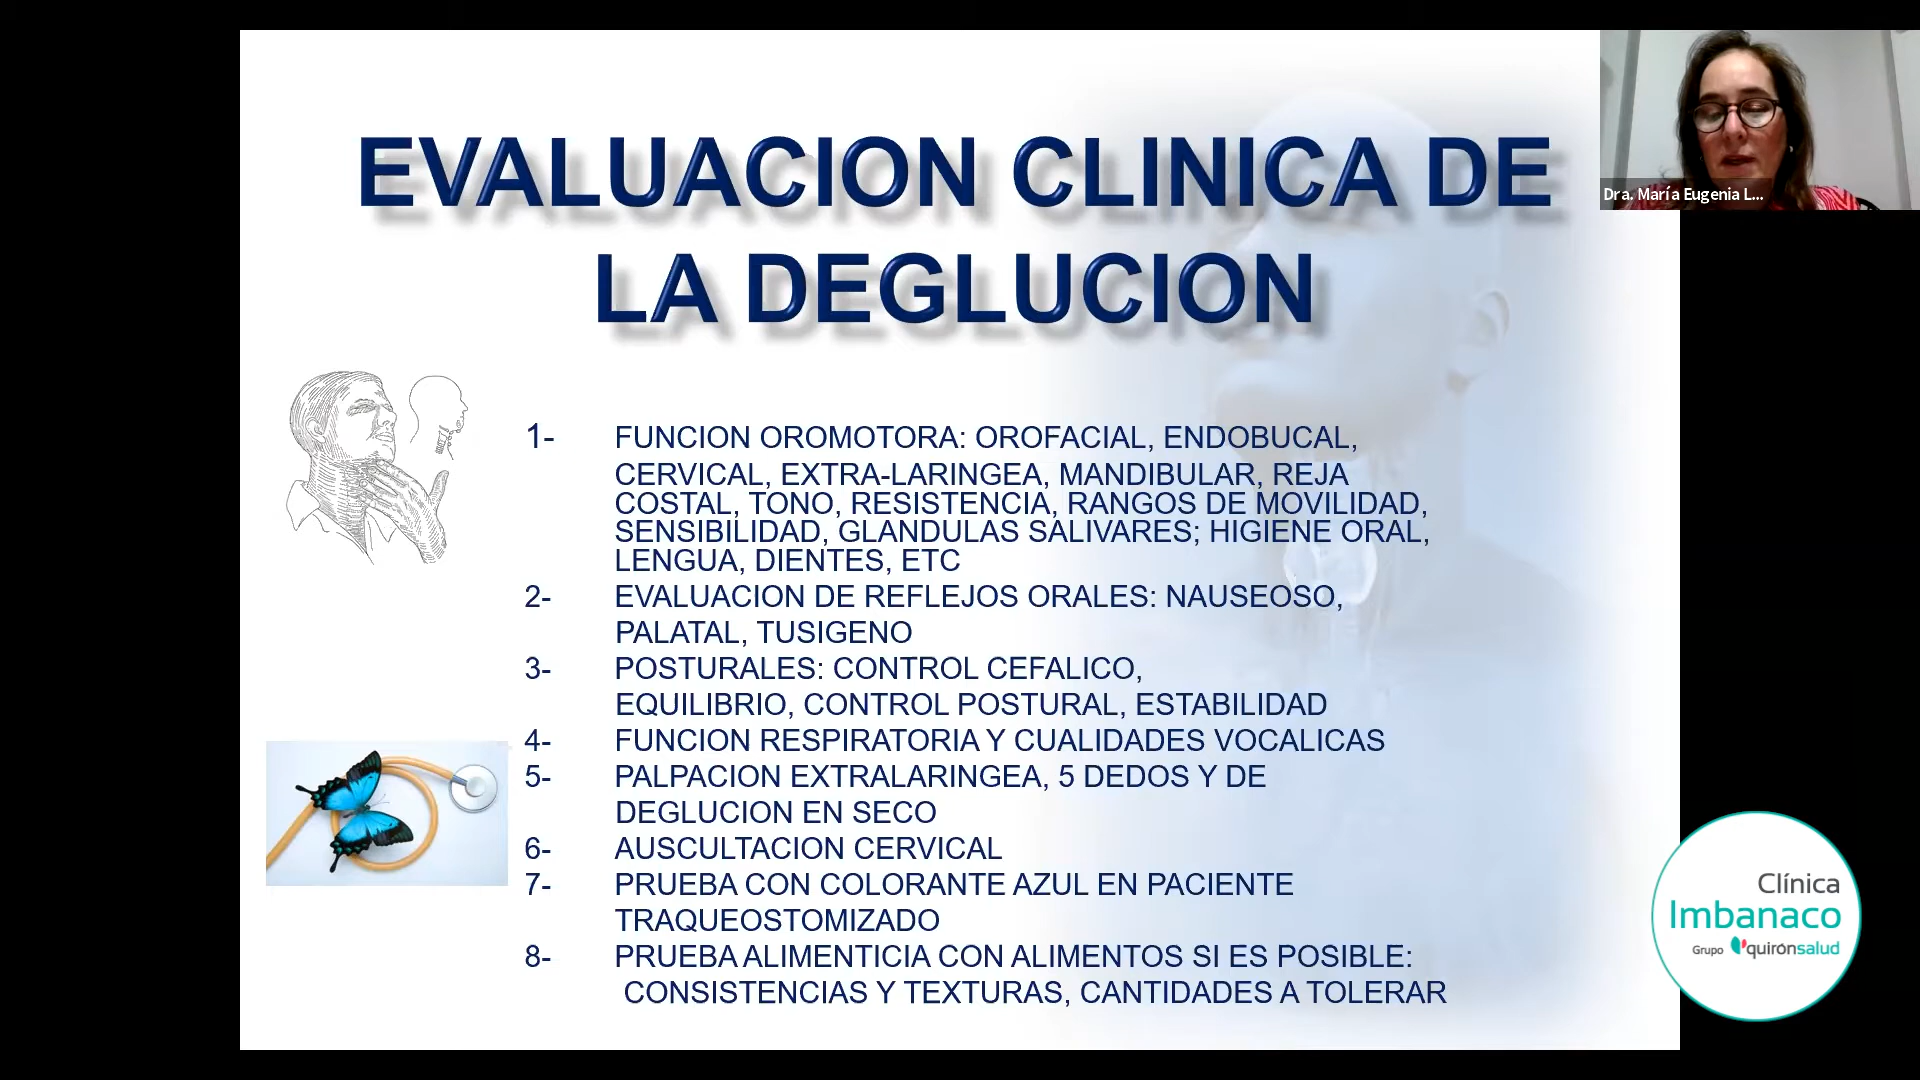 EVALUACION CLINICA DE
LA DEGLUCION
Dra. María Eugenia L...
1- FUNCION OROMOTORA: OROFACIAL, ENDOBUCAL,
CERVICAL, EXTRA-LARINGEA, MANDIBULAR, REJA
COSTAL, TONO, RESISTENCIA, RANGOS DE MOVILIDAD,
SENSIBILIDAD, GLANDULAS SALIVARES; HIGIENE ORAL,
LENGUA, DIENTES, ETC
2- EVALUACION DE REFLEJOS ORALES: NAUSEOSO,
PALATAL, TUSIGENO
3- POSTURALES: CONTROL CEFALICO,
EQUILIBRIO, CONTROL POSTURAL, ESTABILIDAD
4- FUNCION RESPIRATORIA Y CUALIDADES VOCALICAS
5- PALPACION EXTRALARINGEA, 5 DEDOS Y DE
DEGLUCION EN SECO
6- AUSCULTACION CERVICAL
7- PRUEBA CON COLORANTE AZUL EN PACIENTE
TRAQUEOSTOMIZADO
8- PRUEBA ALIMENTICIA CON ALIMENTOS SI ES POSIBLE:
CONSISTENCIAS Y TEXTURAS, CANTIDADES A TOLERAR
Clínica
Imbanaco
Grupo quirónsalud